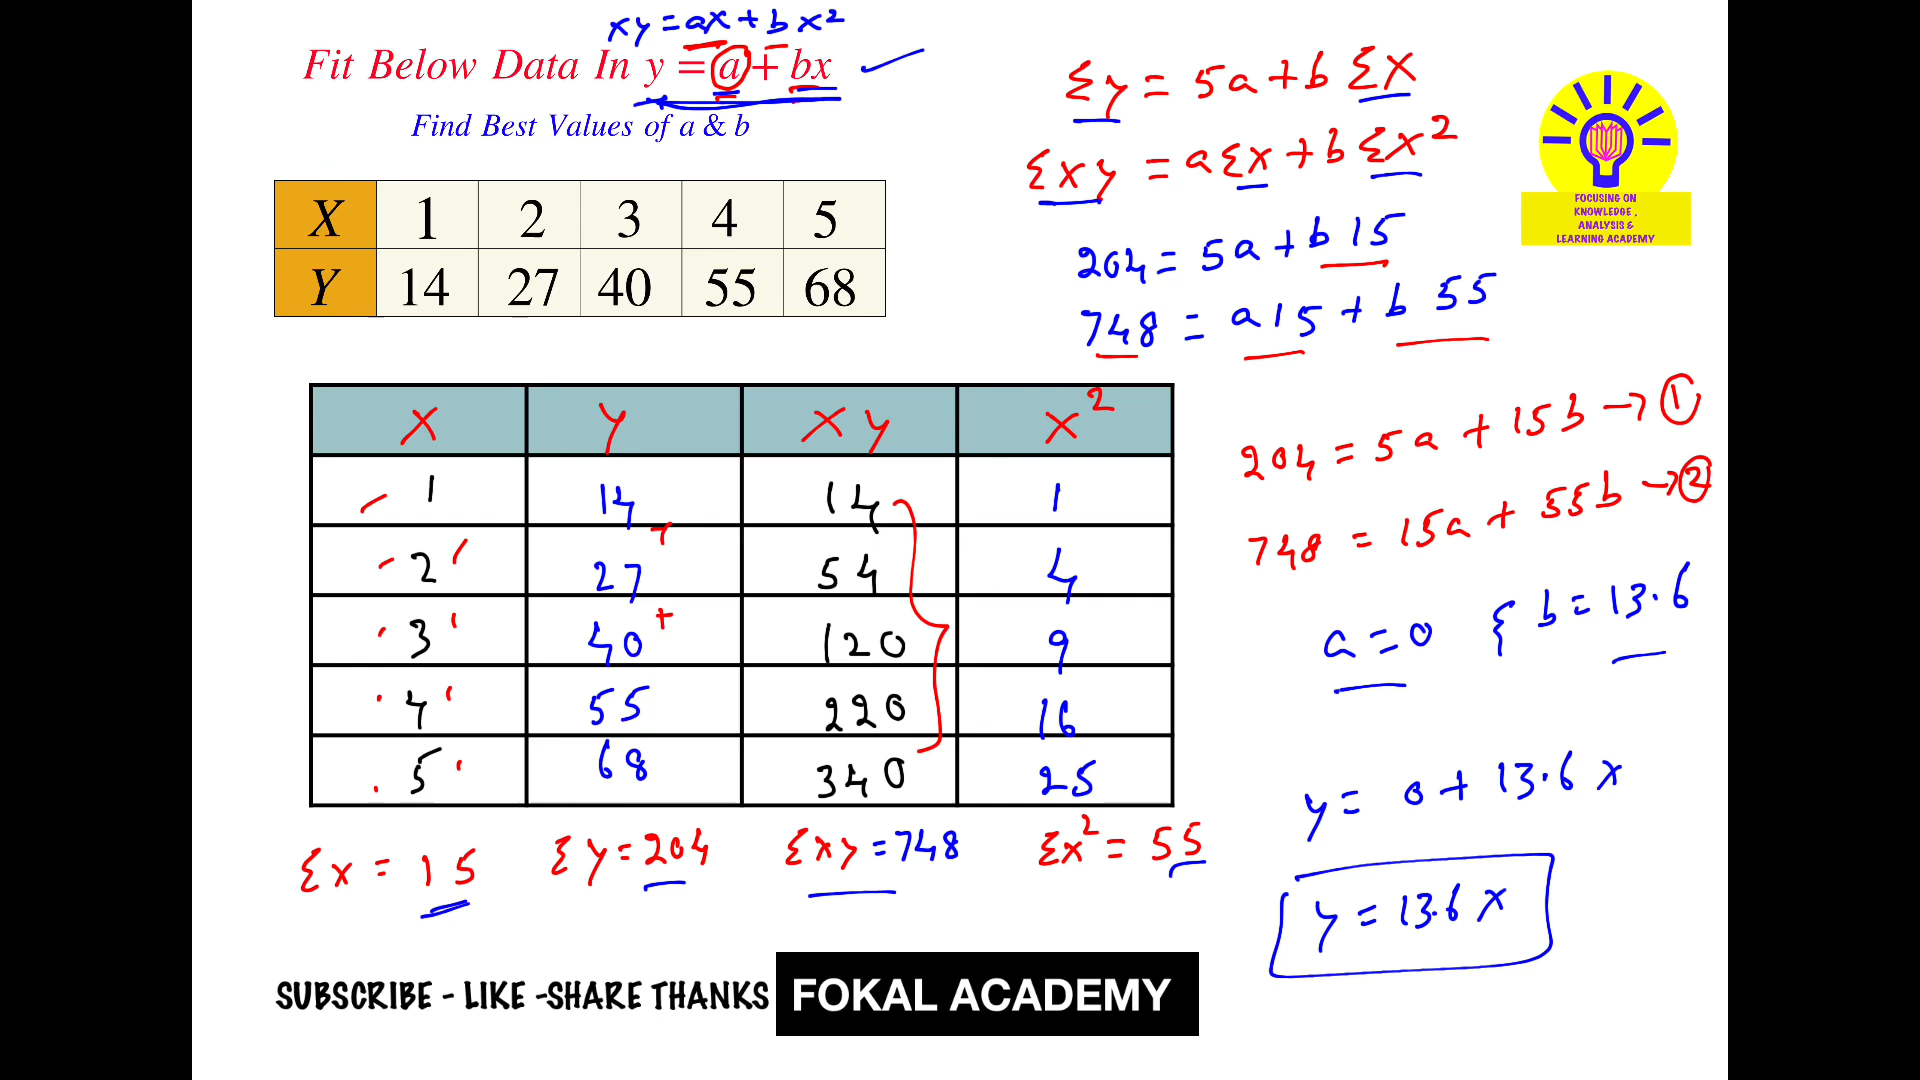 xy = ax + bx²
Fit Below Data In y = a + bx
Find Best Values of a & b
X 1 2 3 4 5
Y 14 27 40 55 68
Σy = 5a + b Σx
Σxy = aΣx + b Σx²
204 = 5a + b 15
748 = a15 + b 55
FOCUSING ON
KNOWLEDGE ,
ANALYSIS &
LEARNING ACADEMY
x y xy x²
1 14 14 1
2 27 54 4
3 40 120 9
4 55 220 16
5 68 340 25
Σx = 15 Σy = 204 Σxy = 748 Σx² = 55
204 = 5a + 15b → ①
748 = 15a + 55b → ②
a = 0 { b = 13.6
y = 0 + 13.6 x
y = 13.6 x
SUBSCRIBE - LIKE -SHARE THANKS FOKAL ACADEMY